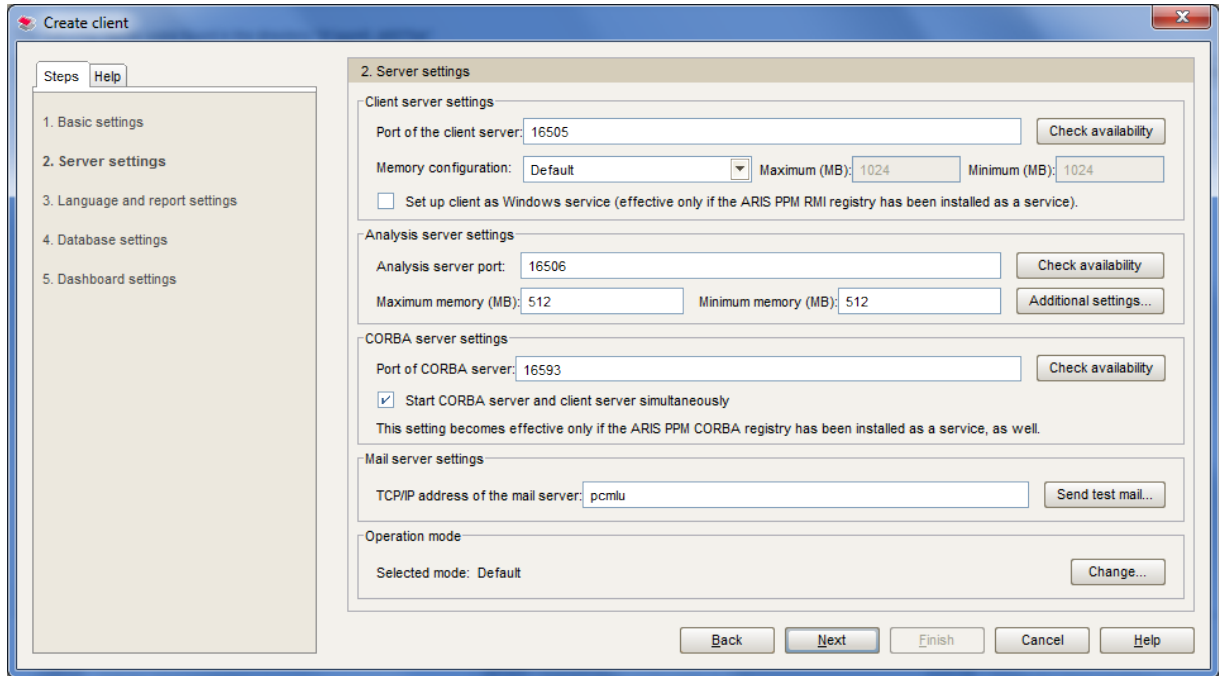 Create client
Steps Help
1. Basic settings
2. Server settings
3. Language and report settings
4. Database settings
5. Dashboard settings
2. Server settings
Client server settings
Port of the client server: 16505 Check availability
Memory configuration: Default Maximum (MB): 1024 Minimum (MB): 1024
Set up client as Windows service (effective only if the ARIS PPM RMI registry has been installed as a service).
Analysis server settings
Analysis server port: 16506 Check availability
Maximum memory (MB): 512 Minimum memory (MB): 512 Additional settings...
CORBA server settings
Port of CORBA server: 16593 Check availability
Start CORBA server and client server simultaneously
This setting becomes effective only if the ARIS PPM CORBA registry has been installed as a service, as well.
Mail server settings
TCP/IP address of the mail server: pcmlu Send test mail...
Operation mode
Selected mode: Default Change...
Back Next Finish Cancel Help